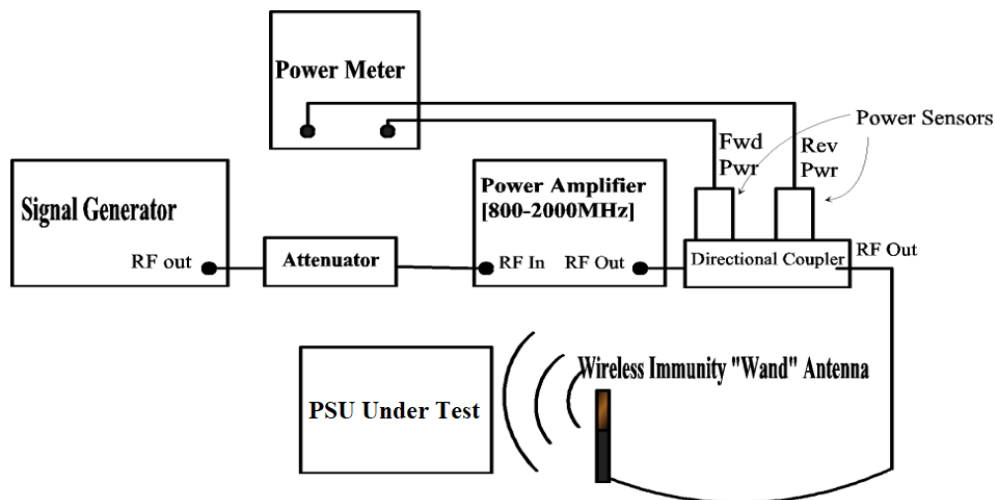 Power Meter
Power Sensors
Fwd
Pwr
Rev
Pwr
Signal Generator
RF out
Attenuator
Power Amplifier
[800-2000MHz]
RF In
RF Out
Directional Coupler
RF Out
PSU Under Test
Wireless Immunity "Wand" Antenna